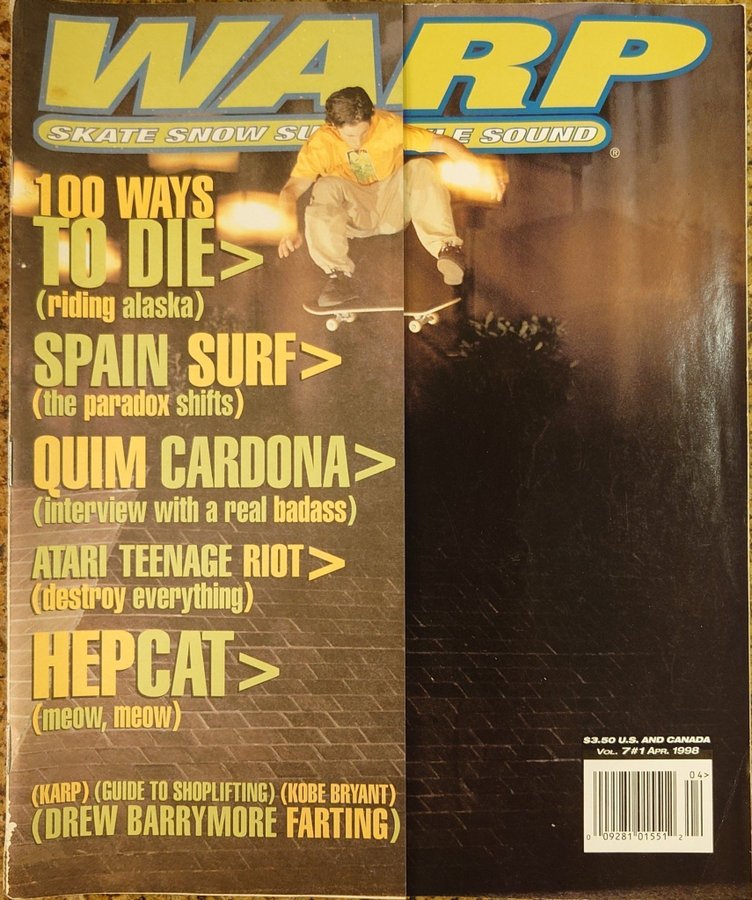 WARP
SKATE SNOW SU LE SOUND
®
100 WAYS
TO DIE>
(riding alaska)
SPAIN SURF>
(the paradox shifts)
QUIM CARDONA>
(interview with a real badass)
ATARI TEENAGE RIOT>
(destroy everything)
HEPCAT>
(meow, meow)
(KARP) (GUIDE TO SHOPLIFTING) (KOBE BRYANT)
(DREW BARRYMORE FARTING)
$3.50 U.S. AND CANADA
VOL. 7#1 APR. 1998
04>
0 09281 01551 2